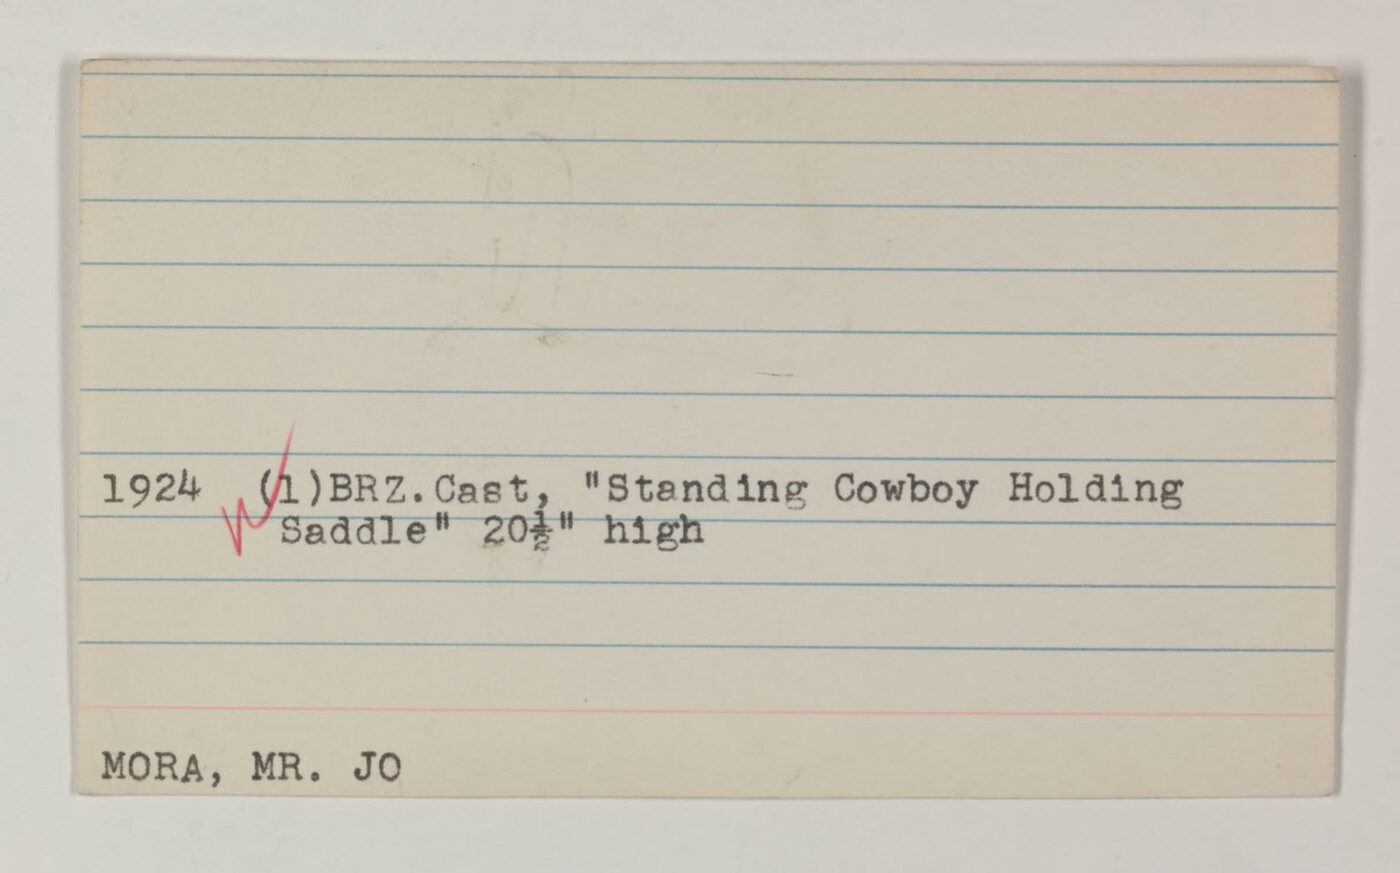 1924 (1)BRZ.Cast, "Standing Cowboy Holding
Saddle" 20½" high
MORA, MR. JO